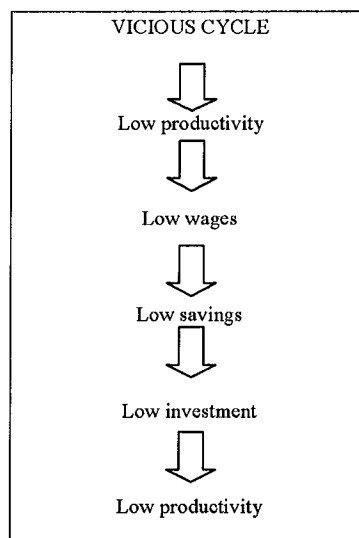 VICIOUS CYCLE
Low productivity
Low wages
Low savings
Low investment
Low productivity